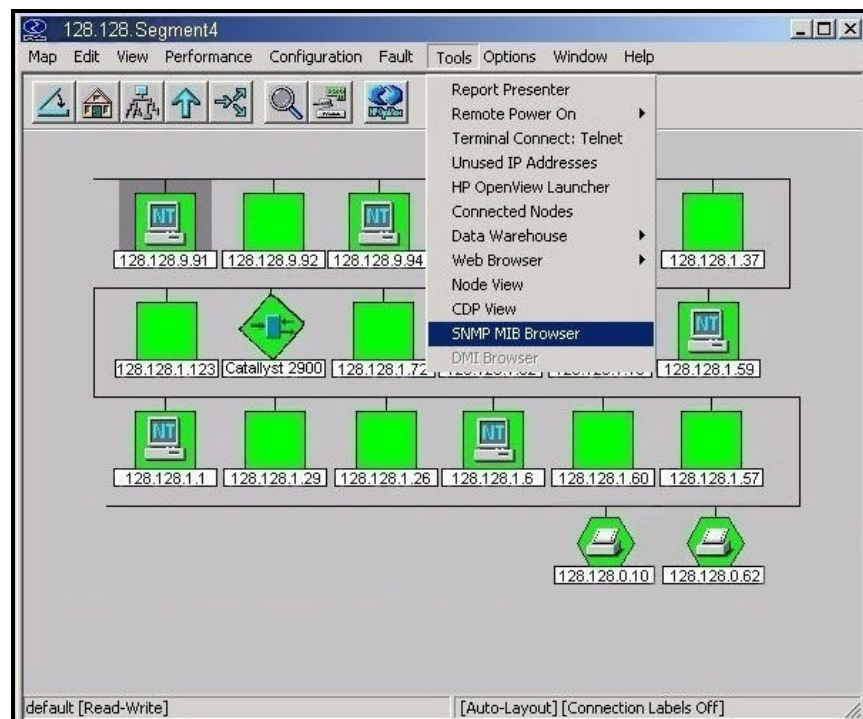 128.128.Segment4
Map Edit View Performance Configuration Fault Tools Options Window Help
Report Presenter
Remote Power On
Terminal Connect: Telnet
Unused IP Addresses
HP OpenView Launcher
Connected Nodes
Data Warehouse
Web Browser
Node View
CDP View
SNMP MIB Browser
DMI Browser
NT NT
128.128.9.91 128.128.9.92 128.128.9.94 128.128.1.37
NT
128.128.1.123 Catallyst 2900 128.128.1.72 128.128.1.59
NT NT
128.128.1.1 128.128.1.29 128.128.1.26 128.128.1.6 128.128.1.60 128.128.1.57
128.128.0.10 128.128.0.62
default [Read-Write] [Auto-Layout] [Connection Labels Off]